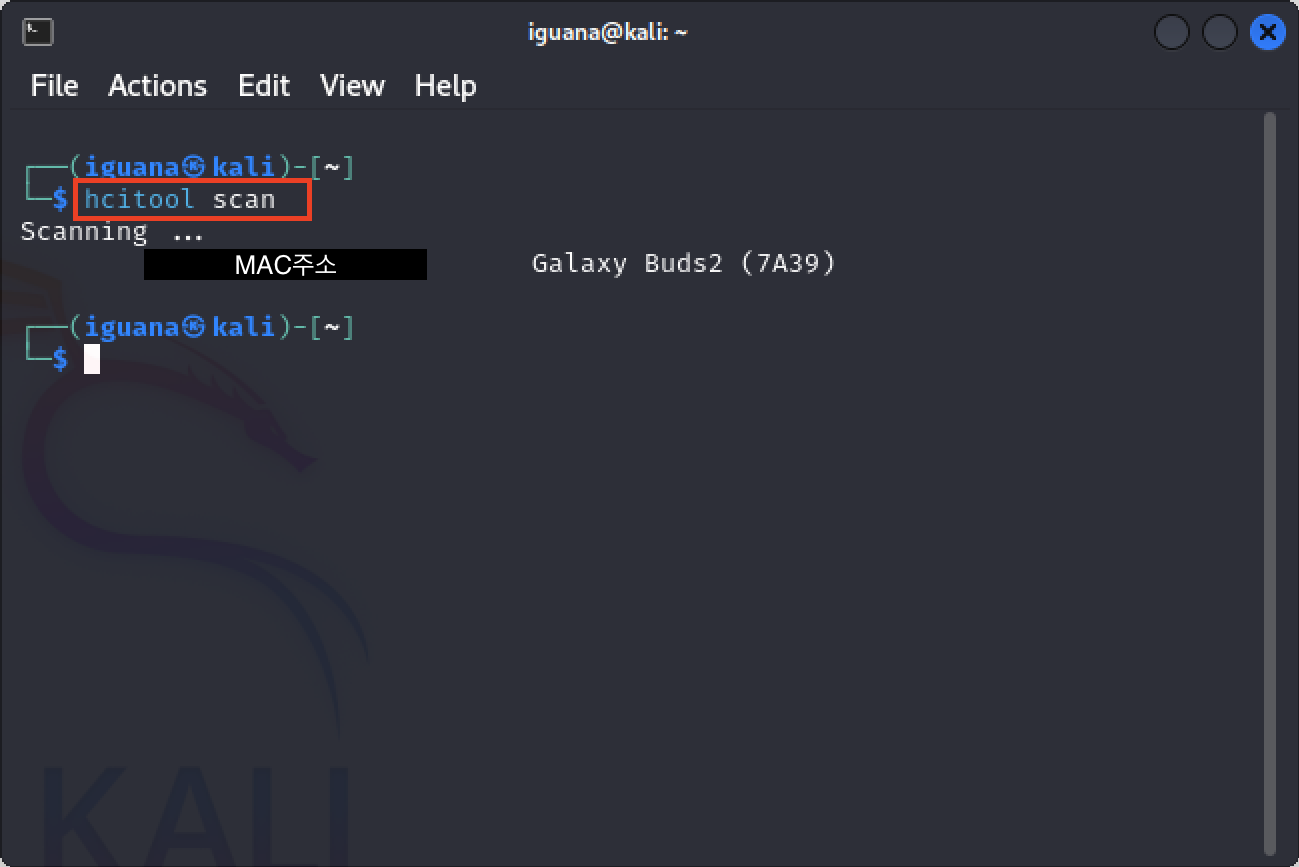 iguana@kali: ~
File Actions Edit View Help
┌──(iguana㉿kali)-[~]
└─$ hcitool scan
Scanning ...
MAC주소 Galaxy Buds2 (7A39)
┌──(iguana㉿kali)-[~]
└─$
KALI